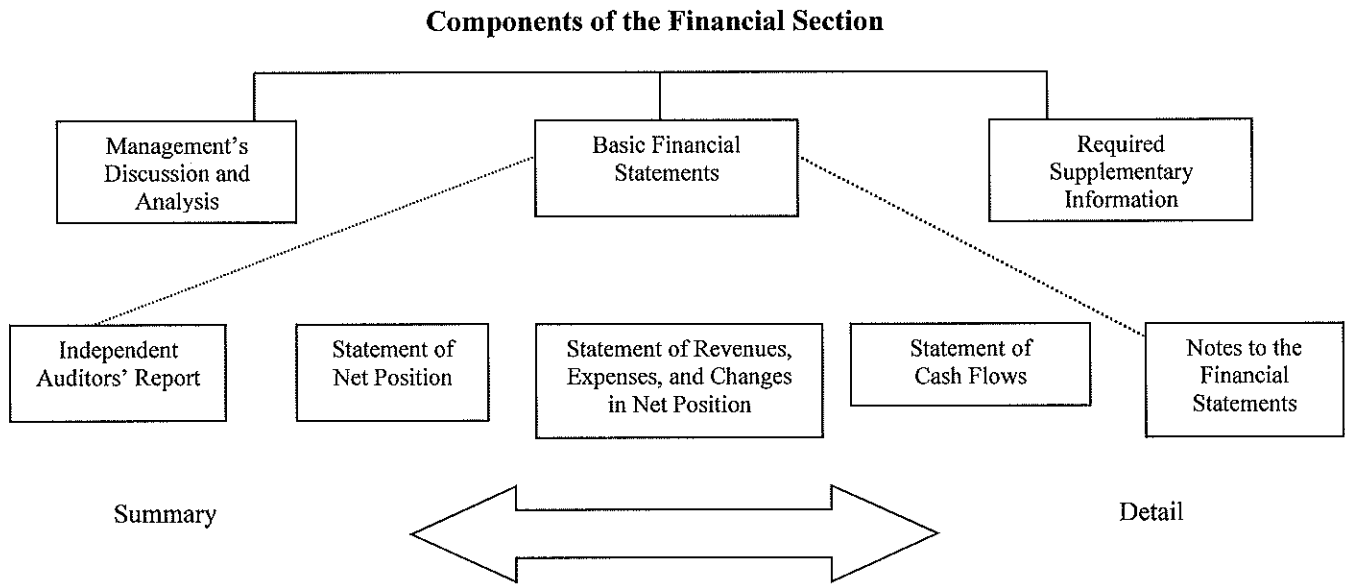 Components of the Financial Section
Management’s
Discussion and
Analysis
Basic Financial
Statements
Required
Supplementary
Information
Independent
Auditors’ Report
Statement of
Net Position
Statement of Revenues,
Expenses, and Changes
in Net Position
Statement of
Cash Flows
Notes to the
Financial
Statements
Summary
Detail